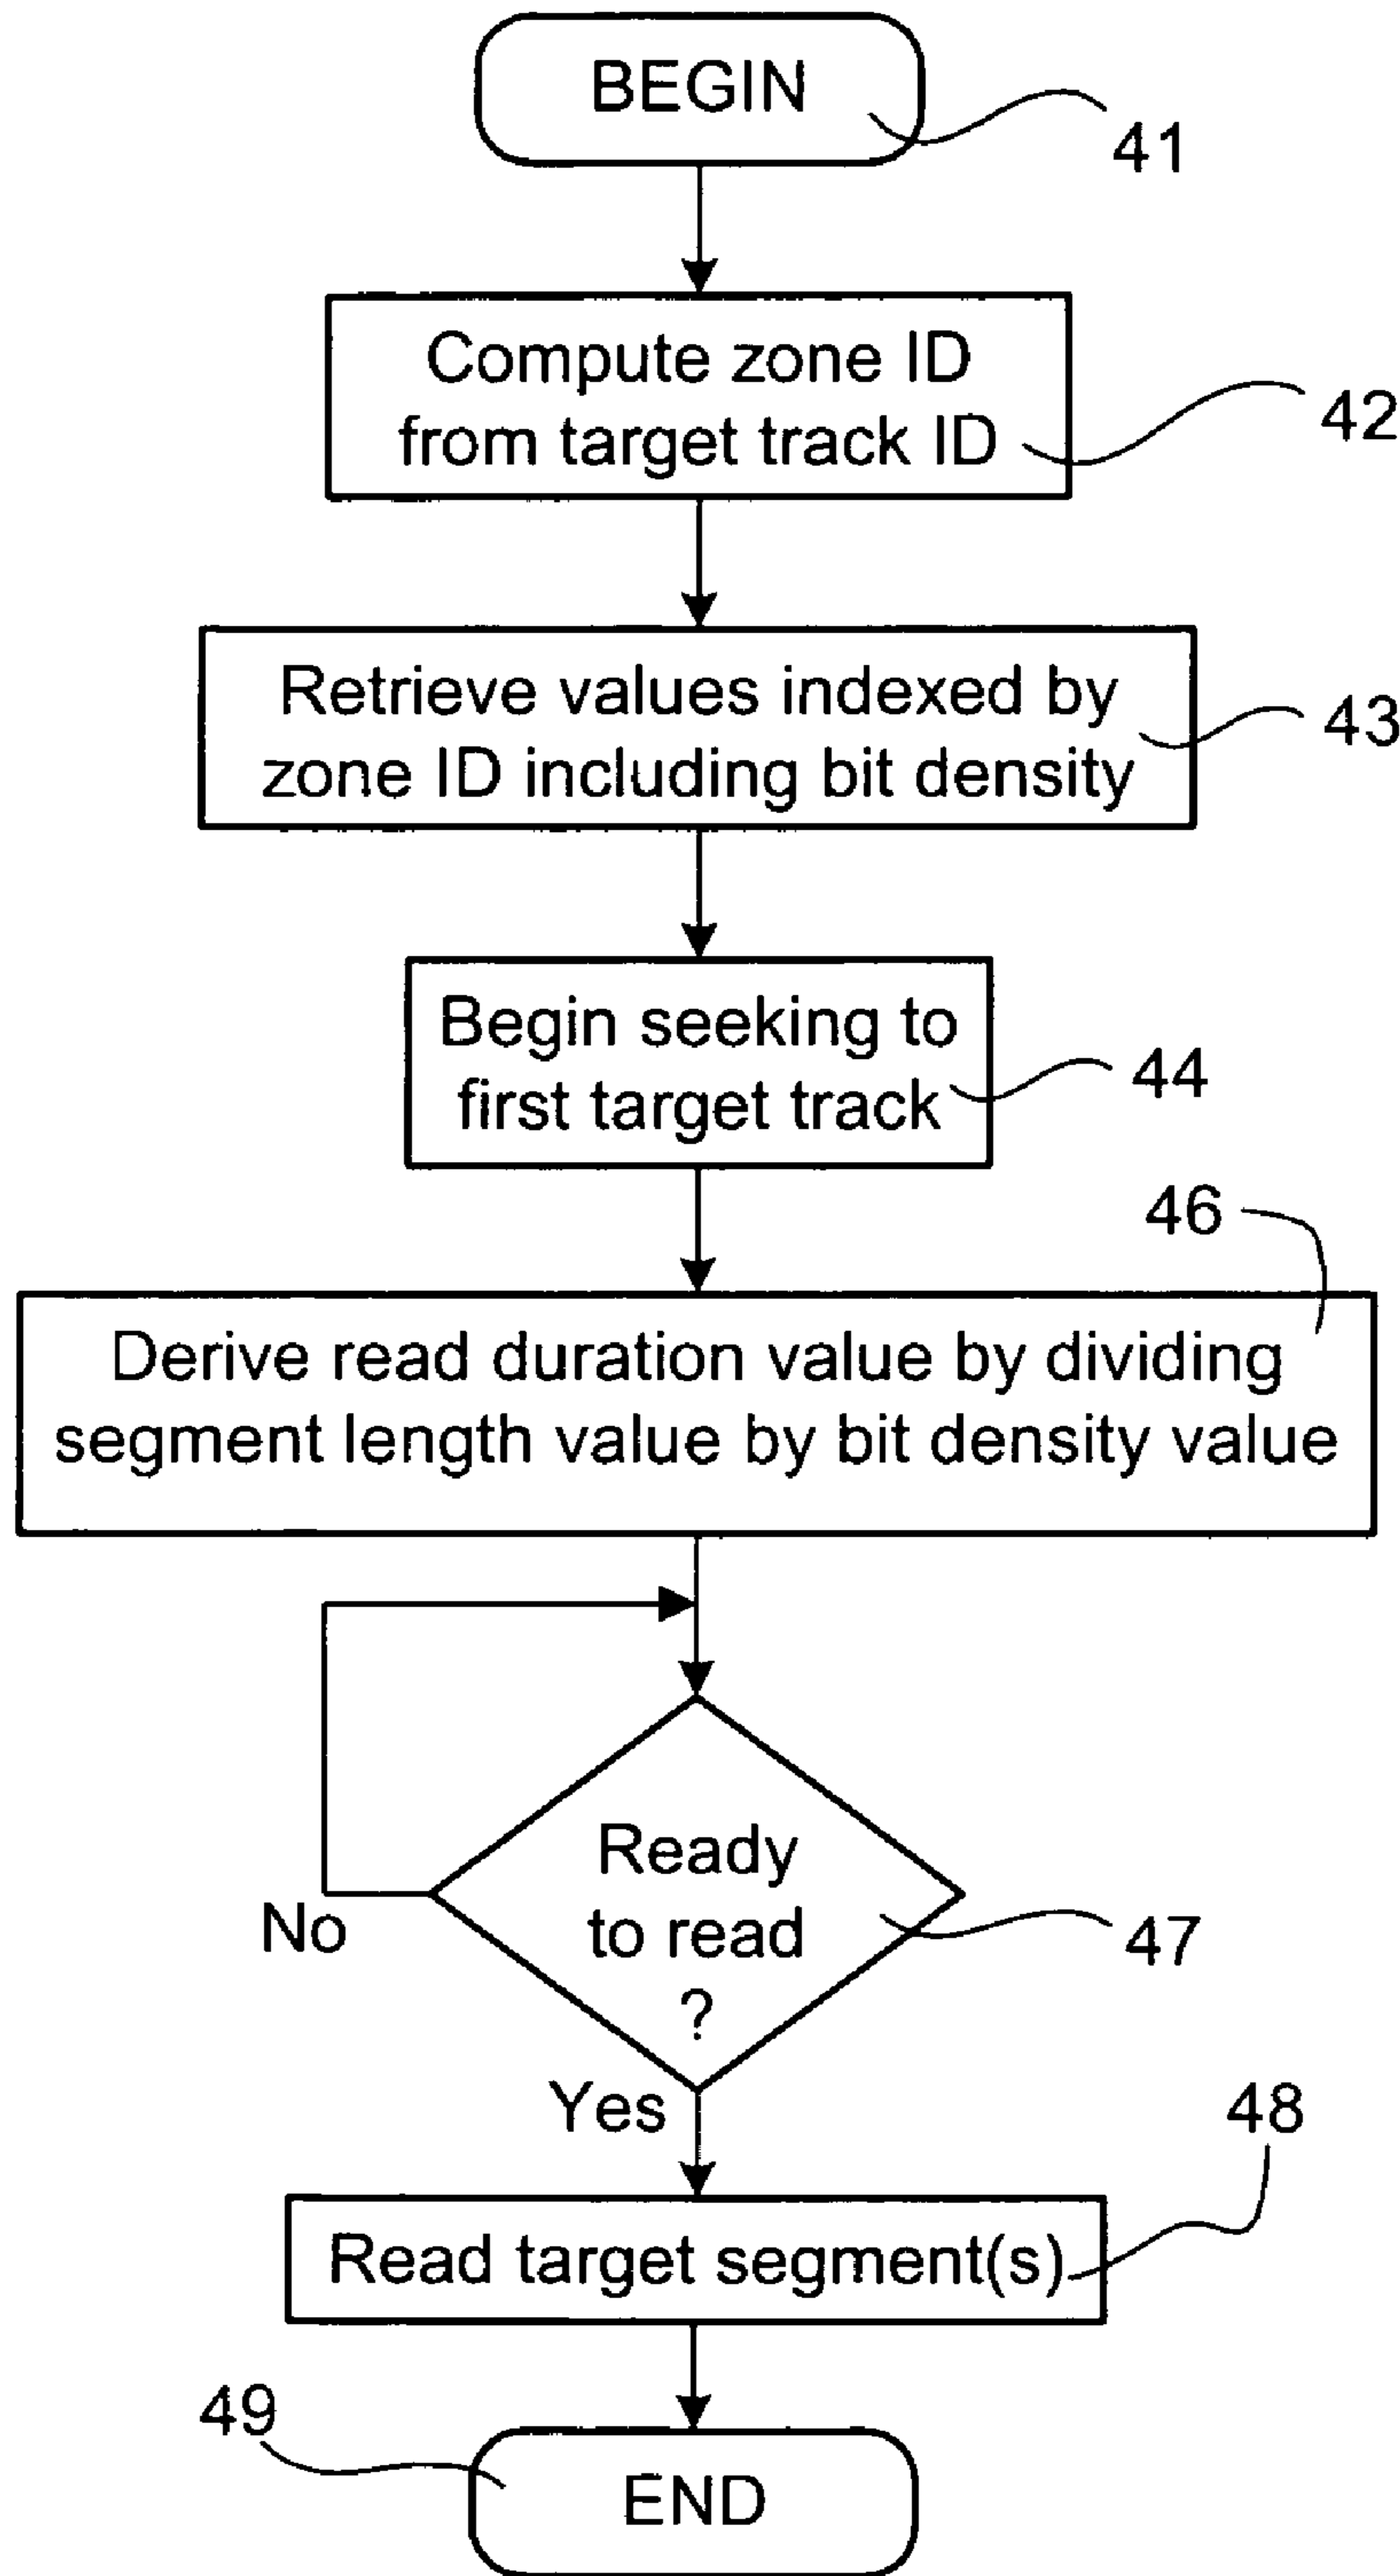 BEGIN
41
Compute zone ID
from target track ID
42
Retrieve values indexed by
zone ID including bit density
43
Begin seeking to
first target track
44
46
Derive read duration value by dividing
segment length value by bit density value
Ready
to read
?
No
47
Yes
48
Read target segment(s)
49
END